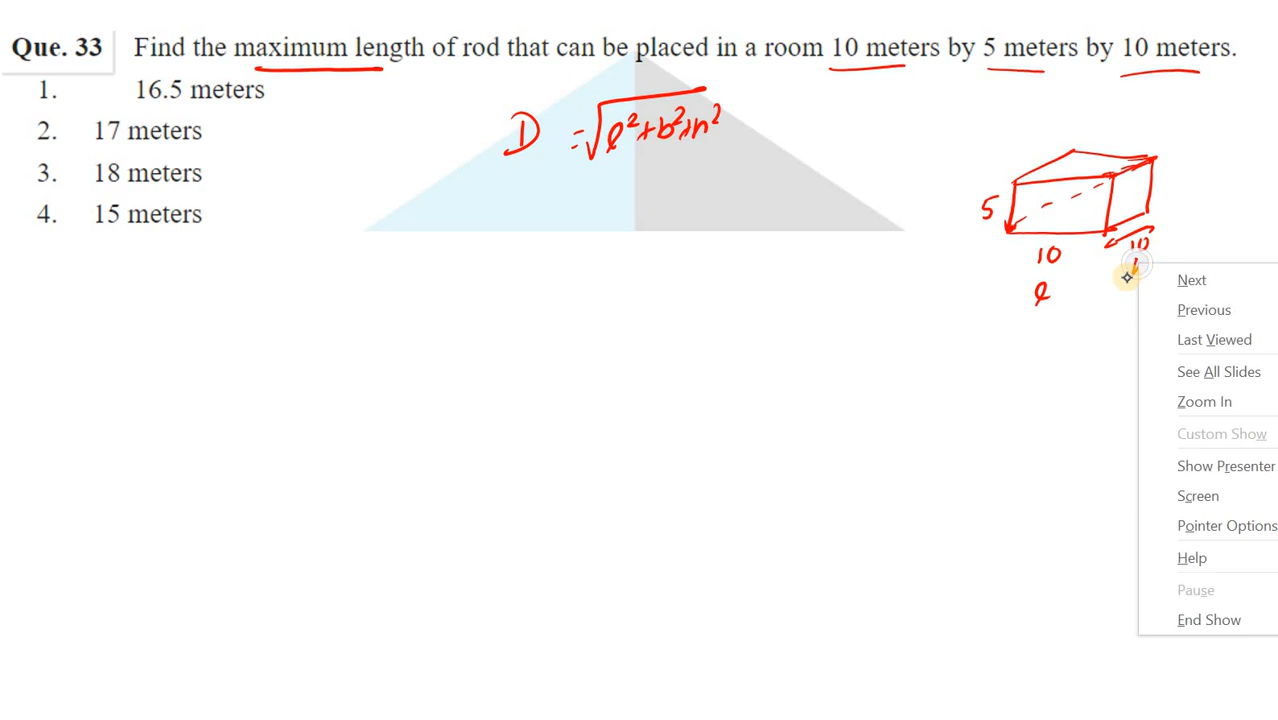 Que. 33 Find the maximum length of rod that can be placed in a room 10 meters by 5 meters by 10 meters.
1. 16.5 meters
2. 17 meters
3. 18 meters
4. 15 meters
D = √l²+b²+h²
5
10
10
l
Next
Previous
Last Viewed
See All Slides
Zoom In
Custom Show
Show Presenter
Screen
Pointer Options
Help
Pause
End Show